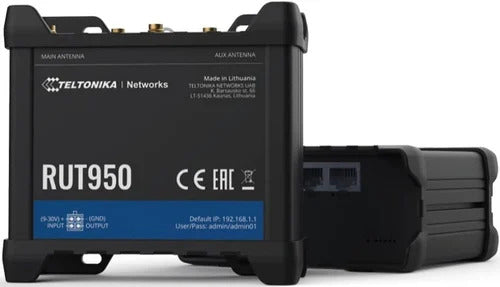 MAIN ANTENNA AUX ANTENNA
TELTONIKA | Networks
Made in Lithuania
TELTONIKA NETWORKS UAB
K. Barsausko st. 66
LT-51436 Kaunas, Lithuania
RUT950
CE EAC
(9-30V) + - (GND)
INPUT OUTPUT
Default IP: 192.168.1.1
User/Pass: admin/admin01